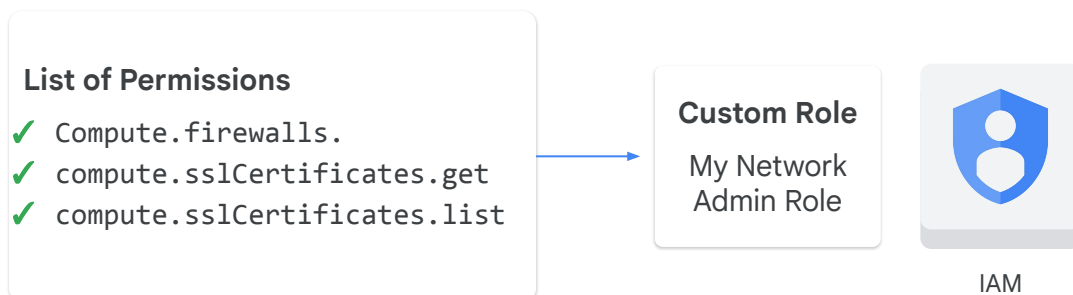 List of Permissions
✓ Compute.firewalls.
✓ compute.sslCertificates.get
✓ compute.sslCertificates.list
Custom Role
My Network
Admin Role
IAM